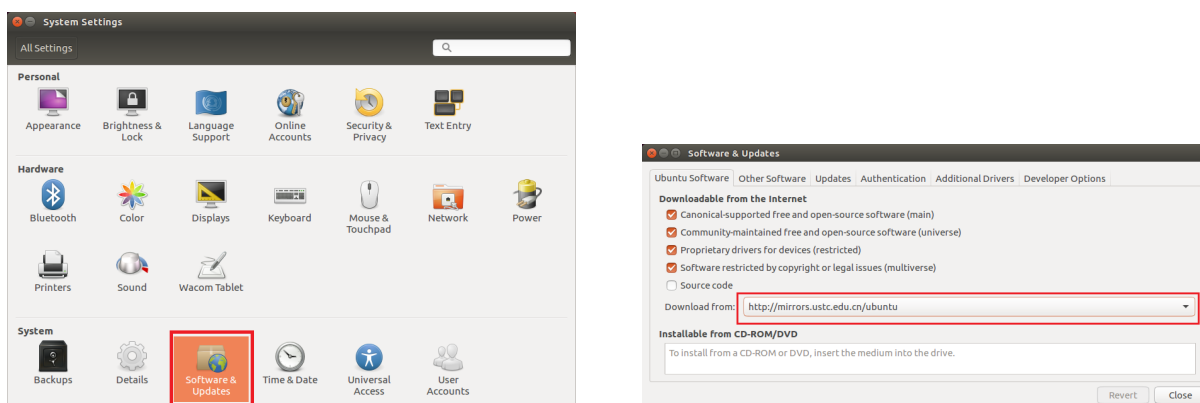 System Settings
All Settings
Personal
Appearance
Brightness &
Lock
Language
Support
Online
Accounts
Security &
Privacy
Text Entry
Hardware
Bluetooth
Color
Displays
Keyboard
Mouse &
Touchpad
Network
Power
Printers
Sound
Wacom Tablet
System
Backups
Details
Software &
Updates
Time & Date
Universal
Access
User
Accounts
Software & Updates
Ubuntu Software Other Software Updates Authentication Additional Drivers Developer Options
Downloadable from the Internet
Canonical-supported free and open-source software (main)
Community-maintained free and open-source software (universe)
Proprietary drivers for devices (restricted)
Software restricted by copyright or legal issues (multiverse)
Source code
Download from: http://mirrors.ustc.edu.cn/ubuntu
Installable from CD-ROM/DVD
To install from a CD-ROM or DVD, insert the medium into the drive.
Revert Close